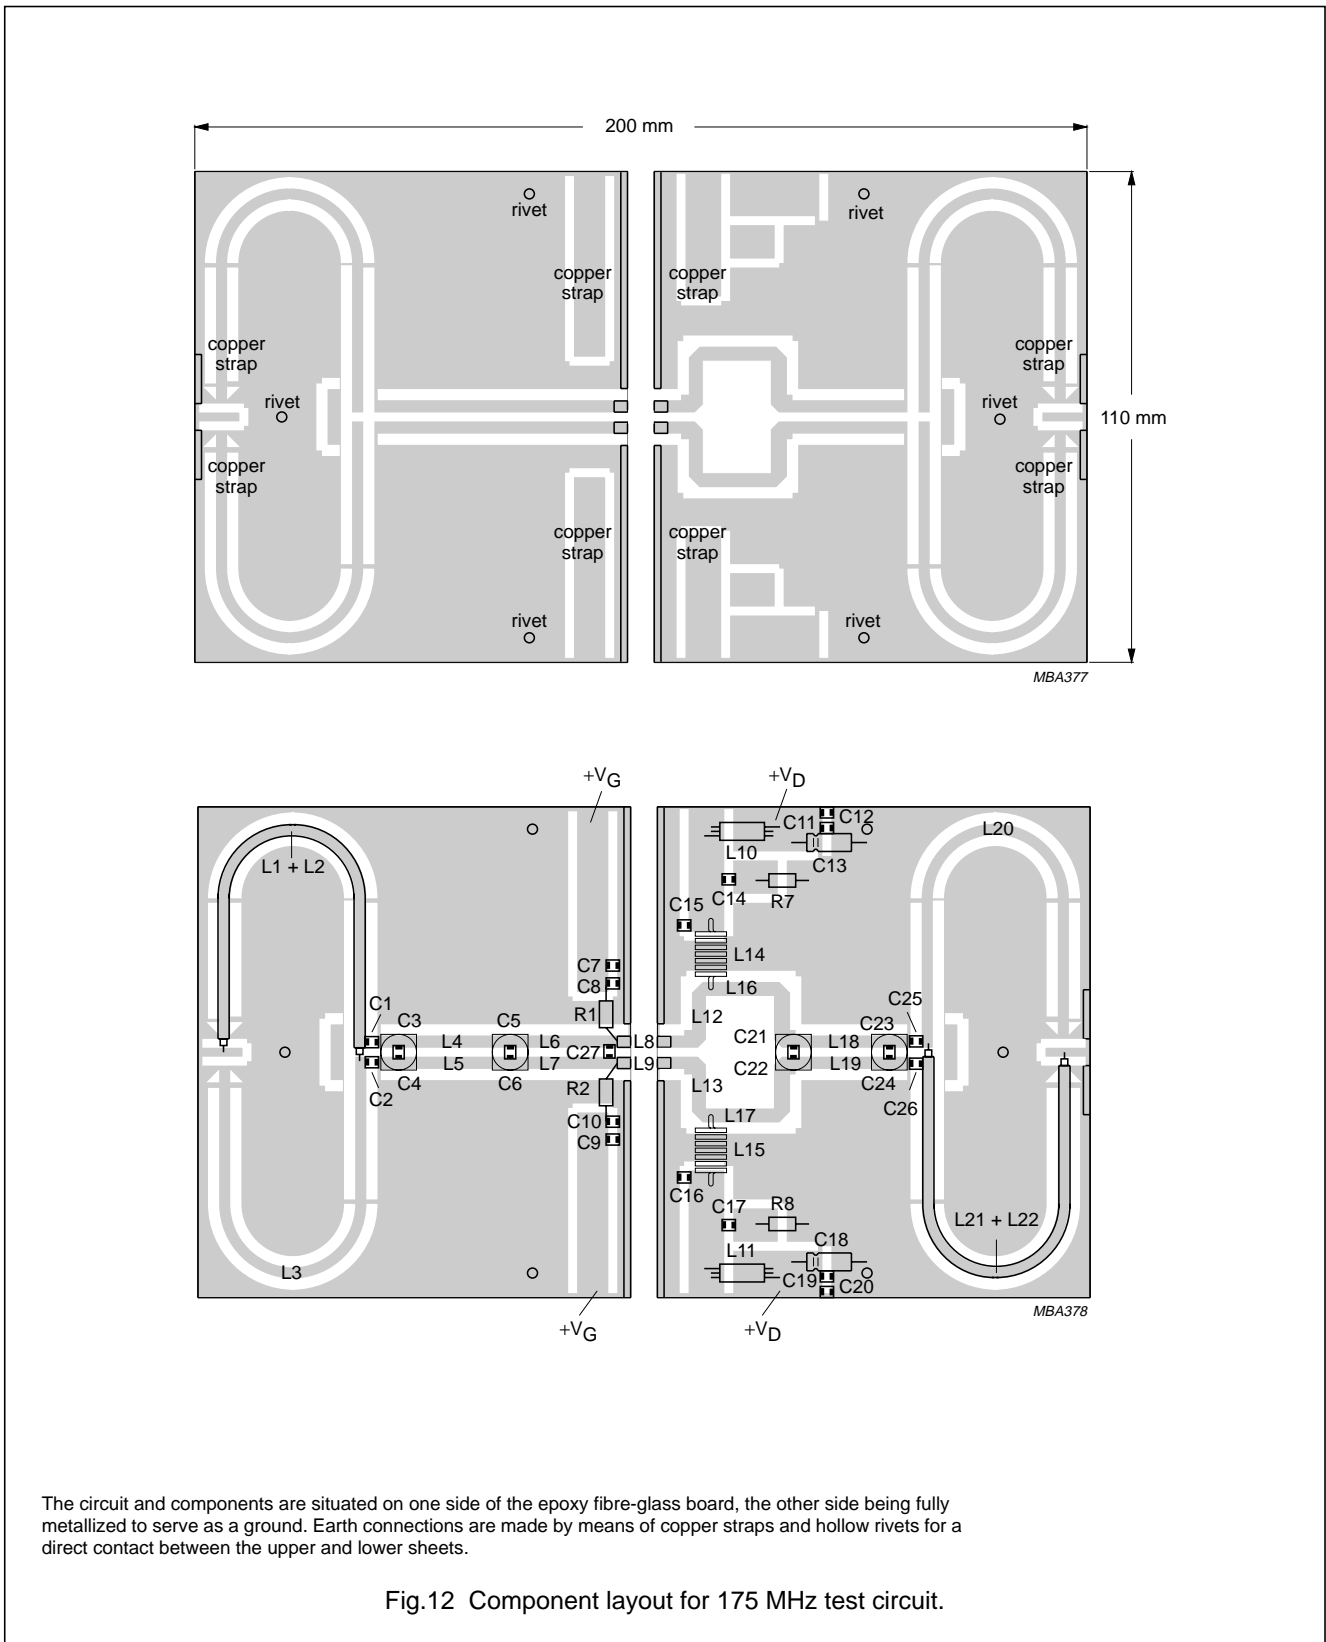 200 mm
rivet
rivet
copper
strap
copper
strap
copper
strap
copper
strap
rivet
rivet
110 mm
copper
strap
copper
strap
copper
strap
copper
strap
rivet
rivet
MBA377
+VG
+VD
C11
C12
L20
L1 + L2
L10
C13
C14
R7
C15
C7
L14
C8
L16
C1
R1
L12
C25
C3
C5
C21
C23
L4
L6
L8
L18
C27
L5
L7
L9
L19
C4
C6
C22
C24
C2
R2
L13
C26
C10
L17
C9
L15
C16
C17
R8
L21 + L22
C18
L11
L3
C19
C20
MBA378
+VG
+VD
The circuit and components are situated on one side of the epoxy fibre-glass board, the other side being fully
metallized to serve as a ground. Earth connections are made by means of copper straps and hollow rivets for a
direct contact between the upper and lower sheets.
Fig.12 Component layout for 175 MHz test circuit.